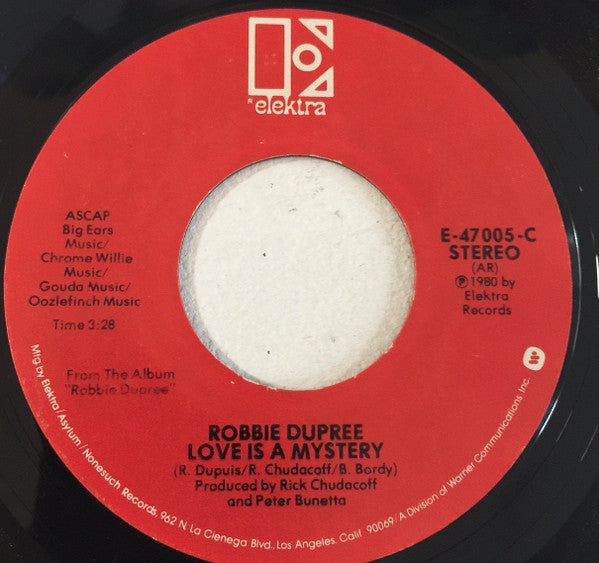 elektra
ASCAP
Big Ears
Music/
Chrome Willie
Music/
Gouda Music/
Oozlefinch Music
Time 3:28
From The Album
"Robbie Dupree"
E-47005-C
STEREO
(AR)
℗ 1980 by
Elektra
Records
ROBBIE DUPREE
LOVE IS A MYSTERY
(R. Dupuis/R. Chudacoff/B. Bordy)
Produced by Rick Chudacoff
and Peter Bunetta
Mfg by Elektra/Asylum/Nonesuch Records, 962 N La Cienega Blvd., Los Angeles, Calif 90069/A Division of Warner Communications Inc.